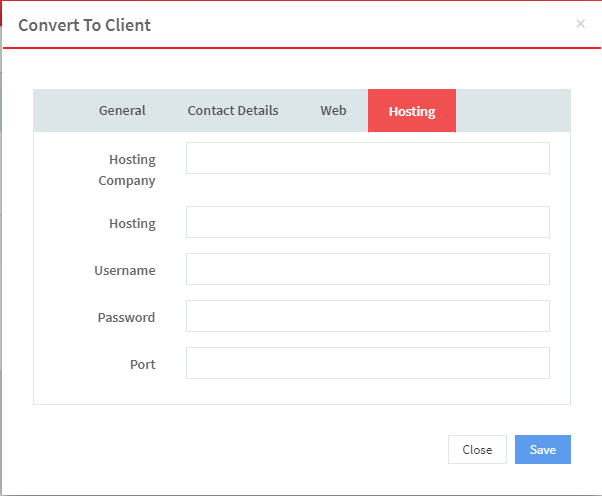 Convert To Client ×
General Contact Details Web Hosting
Hosting
Company
Hosting
Username
Password
Port
Close Save